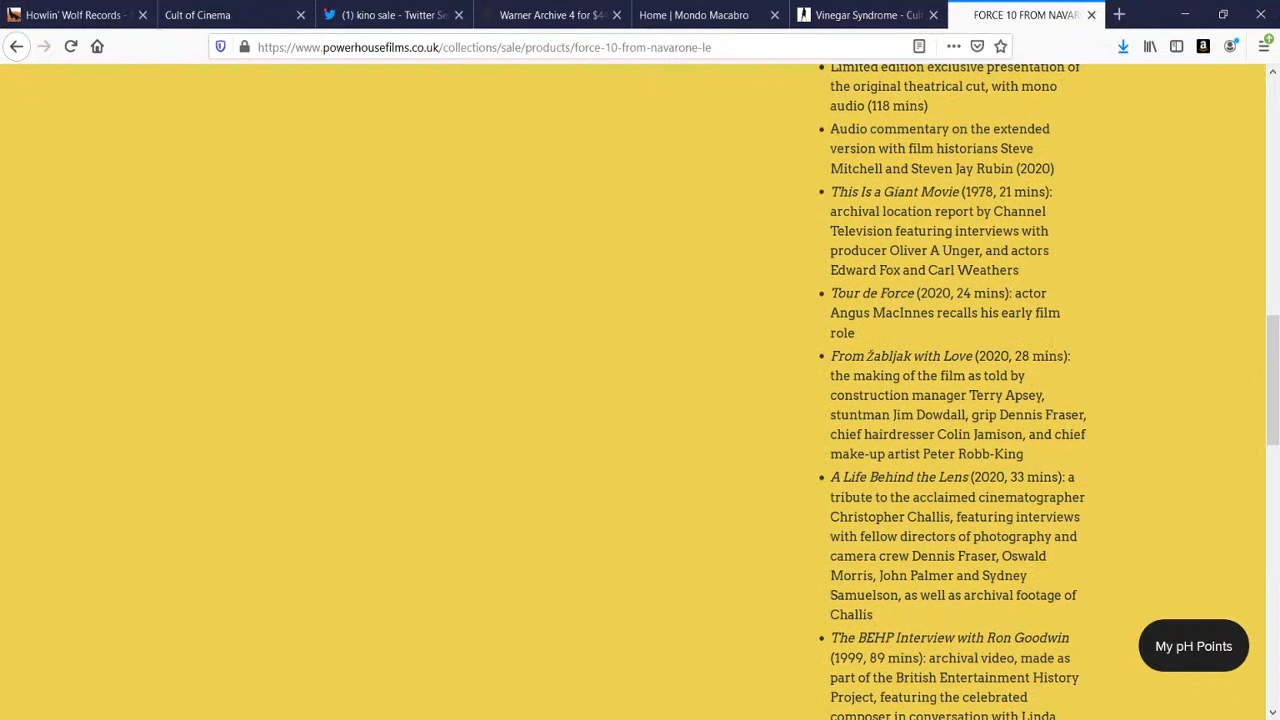 Howlin' Wolf Records -
Cult of Cinema
(1) kino sale - Twitter Se
Warner Archive 4 for $4
Home | Mondo Macabro
Vinegar Syndrome - Cult
FORCE 10 FROM NAVAR
https://www.powerhousefilms.co.uk/collections/sale/products/force-10-from-navarone-le
Limited edition exclusive presentation of
the original theatrical cut, with mono
audio (118 mins)
• Audio commentary on the extended
version with film historians Steve
Mitchell and Steven Jay Rubin (2020)
• This Is a Giant Movie (1978, 21 mins):
archival location report by Channel
Television featuring interviews with
producer Oliver A Unger, and actors
Edward Fox and Carl Weathers
• Tour de Force (2020, 24 mins): actor
Angus MacInnes recalls his early film
role
• From Žabljak with Love (2020, 28 mins):
the making of the film as told by
construction manager Terry Apsey,
stuntman Jim Dowdall, grip Dennis Fraser,
chief hairdresser Colin Jamison, and chief
make-up artist Peter Robb-King
• A Life Behind the Lens (2020, 33 mins): a
tribute to the acclaimed cinematographer
Christopher Challis, featuring interviews
with fellow directors of photography and
camera crew Dennis Fraser, Oswald
Morris, John Palmer and Sydney
Samuelson, as well as archival footage of
Challis
• The BEHP Interview with Ron Goodwin
(1999, 89 mins): archival video, made as
part of the British Entertainment History
Project, featuring the celebrated
composer in conversation with Linda
My pH Points